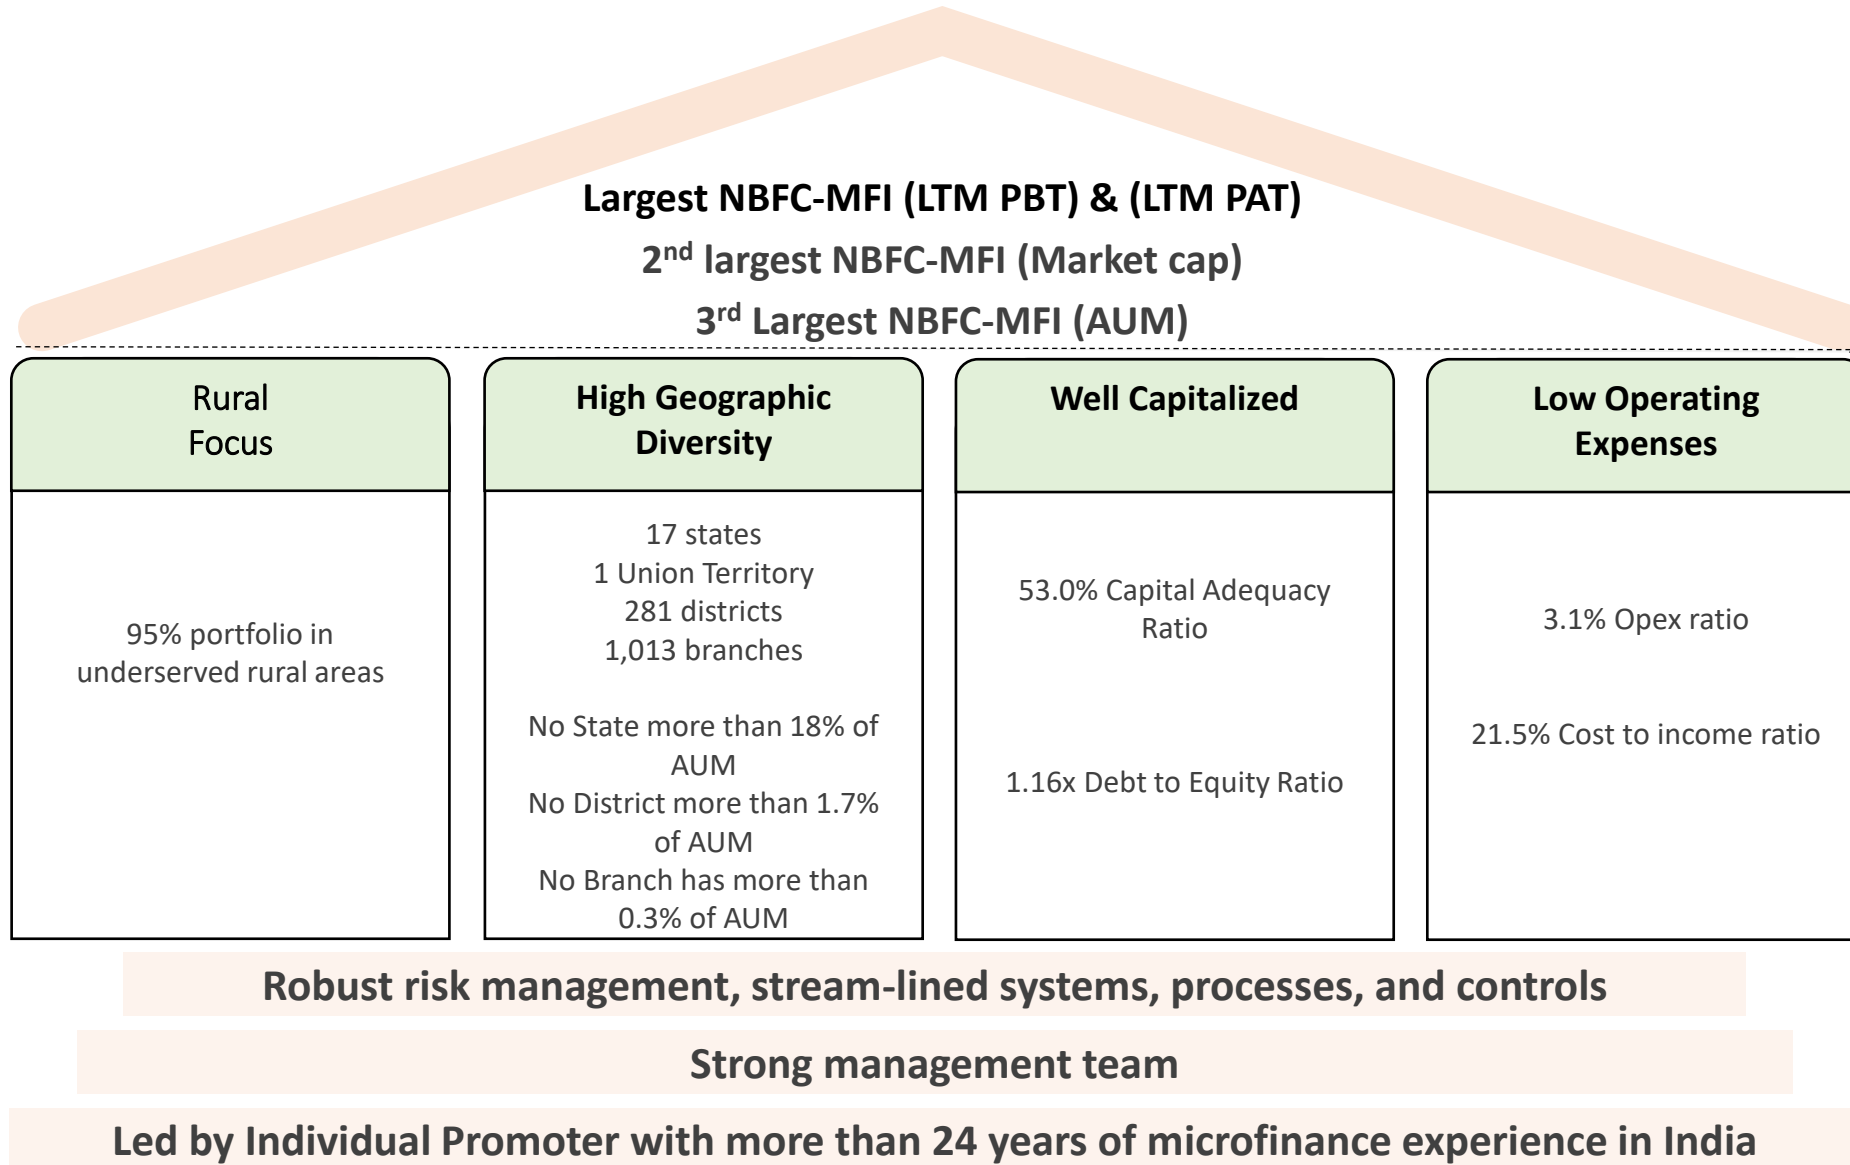 Largest NBFC-MFI (LTM PBT) & (LTM PAT)
2nd largest NBFC-MFI (Market cap)
3rd Largest NBFC-MFI (AUM)
Rural
Focus
95% portfolio in
underserved rural areas
High Geographic
Diversity
17 states
1 Union Territory
281 districts
1,013 branches
No State more than 18% of
AUM
No District more than 1.7%
of AUM
No Branch has more than
0.3% of AUM
Well Capitalized
53.0% Capital Adequacy
Ratio
1.16x Debt to Equity Ratio
Low Operating
Expenses
3.1% Opex ratio
21.5% Cost to income ratio
Robust risk management, stream-lined systems, processes, and controls
Strong management team
Led by Individual Promoter with more than 24 years of microfinance experience in India